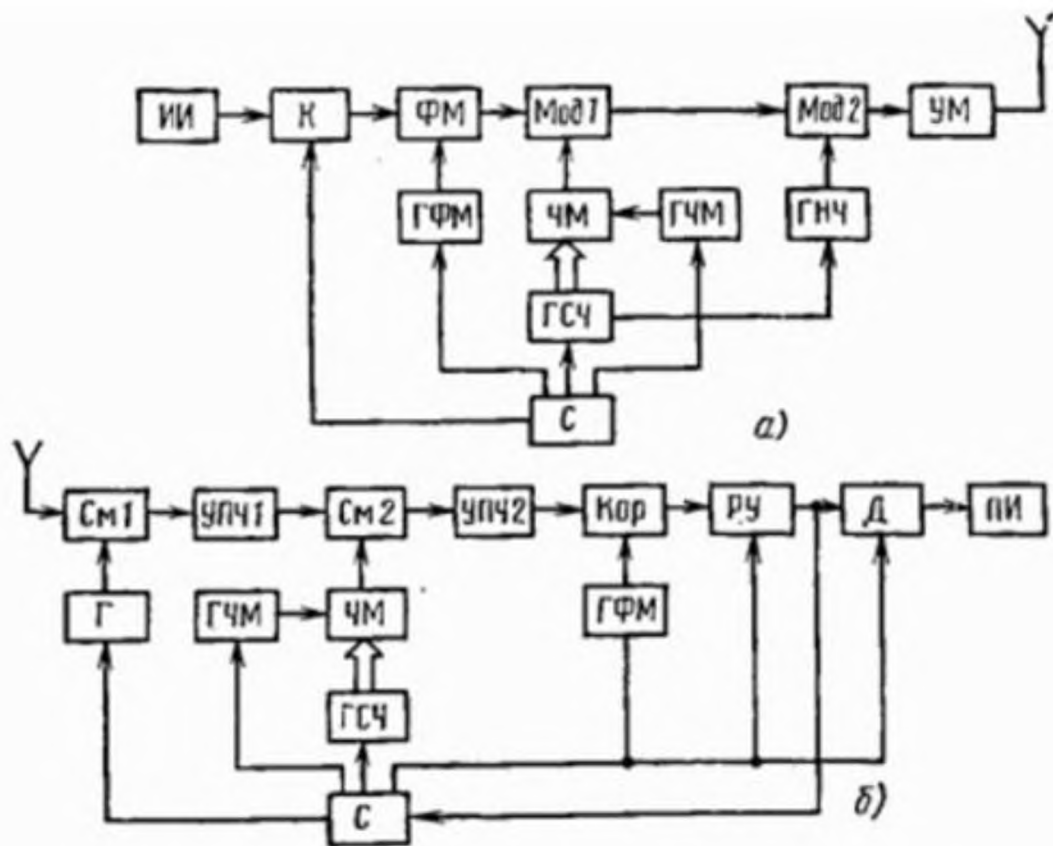 ИИ К ФМ Мод1 Мод2 УМ
ГФМ ЧМ ГЧМ ГНЧ
ГСЧ
С
а)
См1 УПЧ1 См2 УПЧ2 Кор РУ Д ПИ
Г ГЧМ ЧМ ГФМ
ГСЧ
С
б)